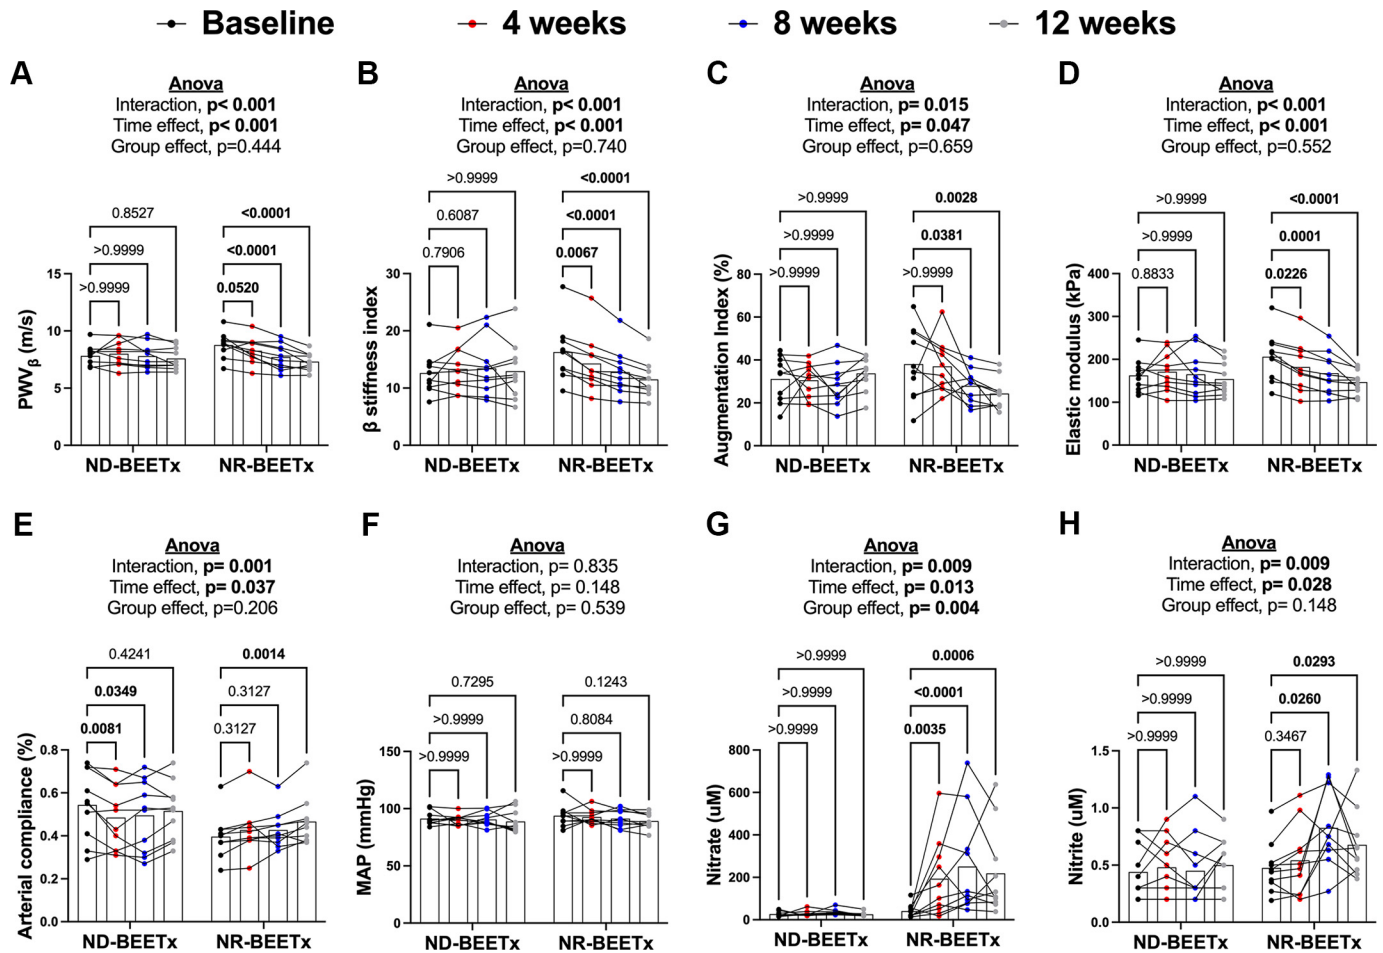 Baseline 4 weeks 8 weeks 12 weeks
A
Anova
Interaction, p< 0.001
Time effect, p< 0.001
Group effect, p=0.444
0.8527
>0.9999
>0.9999
<0.0001
<0.0001
0.0520
PWVβ (m/s)
15
10
5
0
ND-BEETx NR-BEETx
B
Anova
Interaction, p< 0.001
Time effect, p< 0.001
Group effect, p=0.740
>0.9999
0.6087
0.7906
<0.0001
<0.0001
0.0067
β stiffness index
30
20
10
0
ND-BEETx NR-BEETx
C
Anova
Interaction, p= 0.015
Time effect, p= 0.047
Group effect, p=0.659
>0.9999
>0.9999
>0.9999
0.0028
0.0381
>0.9999
Augmentation Index (%)
80
60
40
20
0
ND-BEETx NR-BEETx
D
Anova
Interaction, p< 0.001
Time effect, p< 0.001
Group effect, p=0.552
>0.9999
>0.9999
0.8833
<0.0001
0.0001
0.0226
Elastic modulus (kPa)
400
300
200
100
0
ND-BEETx NR-BEETx
E
Anova
Interaction, p= 0.001
Time effect, p= 0.037
Group effect, p=0.206
0.4241
0.0349
0.0081
0.0014
0.3127
0.3127
Arterial compliance (%)
0.8
0.6
0.4
0.2
0.0
ND-BEETx NR-BEETx
F
Anova
Interaction, p= 0.835
Time effect, p= 0.148
Group effect, p= 0.539
0.7295
>0.9999
>0.9999
0.1243
0.8084
>0.9999
MAP (mmHg)
150
100
50
0
ND-BEETx NR-BEETx
G
Anova
Interaction, p= 0.009
Time effect, p= 0.013
Group effect, p= 0.004
>0.9999
>0.9999
>0.9999
0.0006
<0.0001
0.0035
Nitrate (uM)
800
600
400
200
0
ND-BEETx NR-BEETx
H
Anova
Interaction, p= 0.009
Time effect, p= 0.028
Group effect, p= 0.148
>0.9999
>0.9999
>0.9999
0.0293
0.0260
0.3467
Nitrite (uM)
1.5
1.0
0.5
0.0
ND-BEETx NR-BEETx